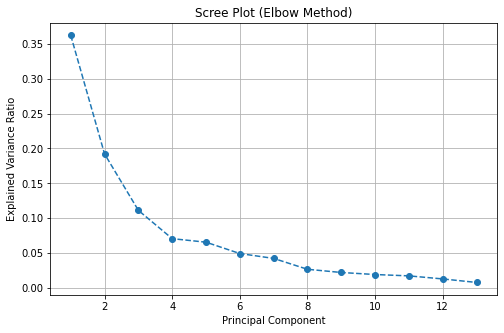 Scree Plot (Elbow Method)
Explained Variance Ratio
0.35
0.30
0.25
0.20
0.15
0.10
0.05
0.00
2 4 6 8 10 12
Principal Component